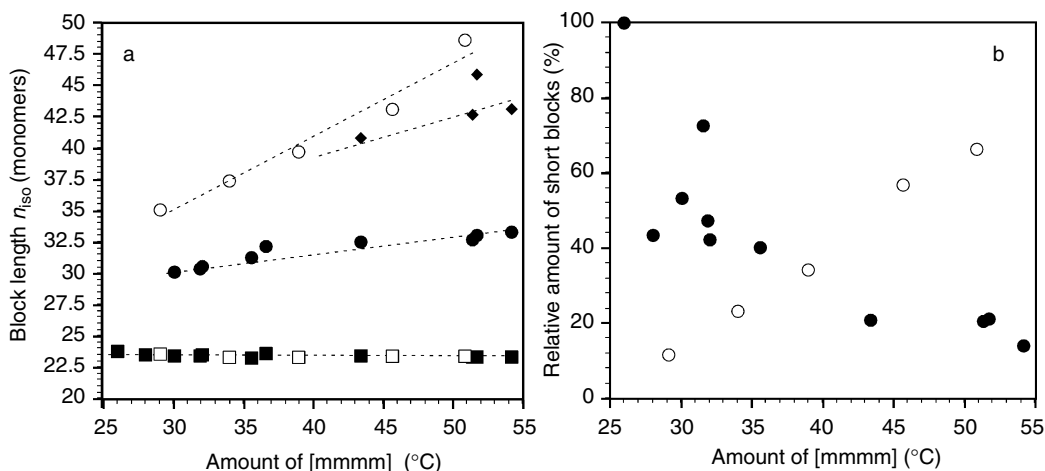 50
47.5
45
42.5
40
37.5
35
32.5
30
27.5
25
22.5
20
25 30 35 40 45 50 55
Block length n_iso (monomers)
Amount of [mmmm] (°C)
a
100
80
60
40
20
0
25 30 35 40 45 50 55
Relative amount of short blocks (%)
Amount of [mmmm] (°C)
b